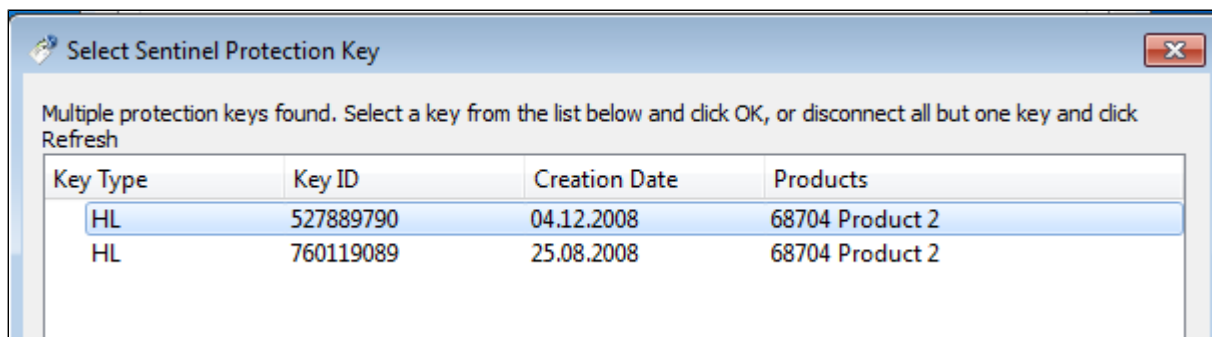 Select Sentinel Protection Key
Multiple protection keys found. Select a key from the list below and click OK, or disconnect all but one key and click
Refresh
Key Type Key ID Creation Date Products
HL 527889790 04.12.2008 68704 Product 2
HL 760119089 25.08.2008 68704 Product 2